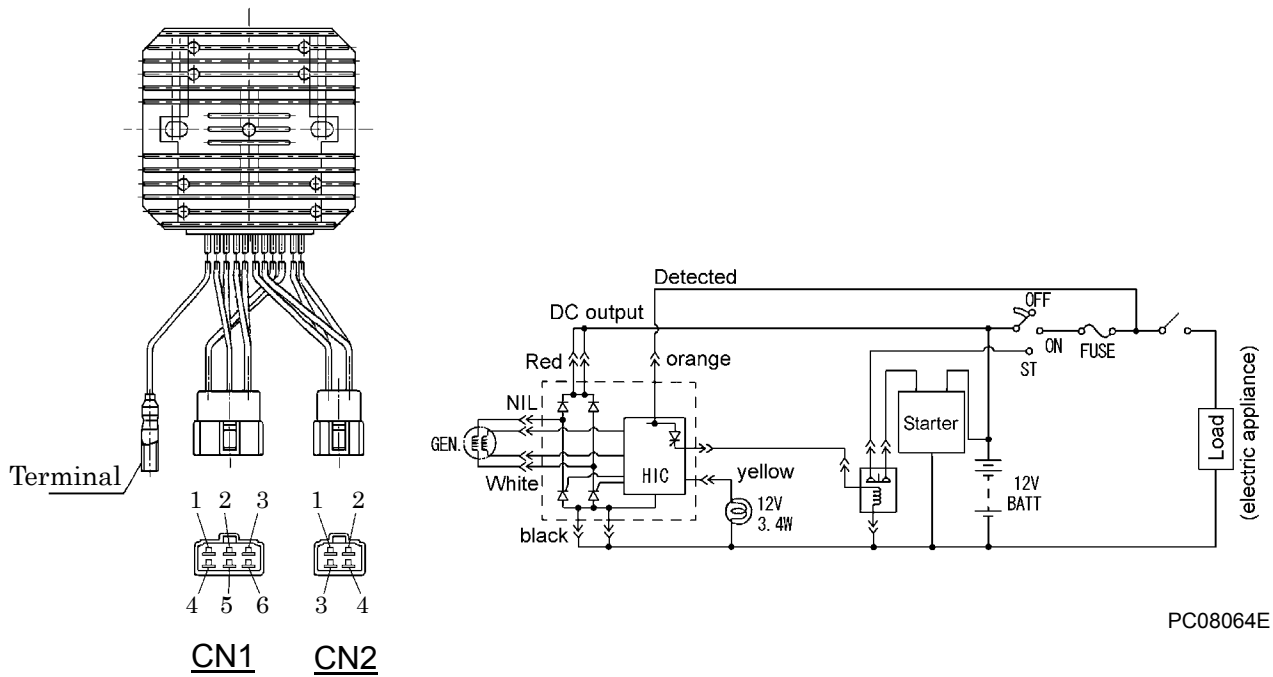 Terminal
1 2 3
4 5 6
CN1
1 2
3 4
CN2
Detected
DC output
OFF
ON
FUSE
ST
Red
orange
NIL
GEN.
White
HIC
black
yellow
12V
3.4W
Starter
12V
BATT
Load
(electric appliance)
PC08064E